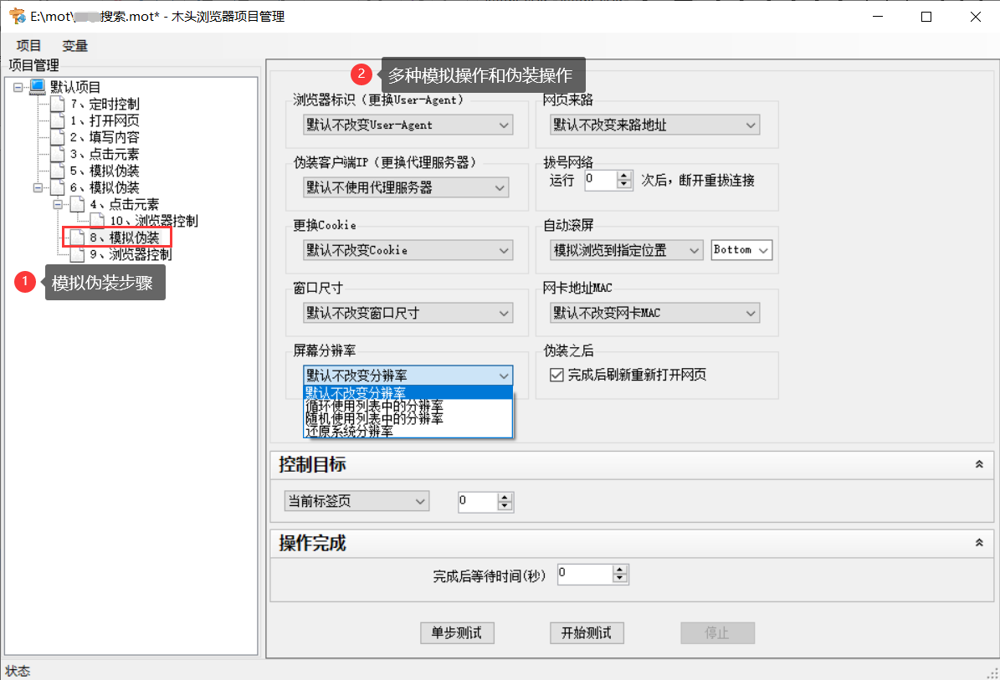 E:\mot\搜索.mot* - 木头浏览器项目管理
项目 变量
项目管理
默认项目
7、定时控制
1、打开网页
2、填写内容
3、点击元素
5、模拟伪装
6、模拟伪装
4、点击元素
10、浏览器控制
8、模拟伪装
9、浏览器控制
1 模拟伪装步骤
2 多种模拟操作和伪装操作
浏览器标识（更换User-Agent）
默认不改变User-Agent
网页来路
默认不改变来路地址
伪装客户端IP（更换代理服务器）
默认不使用代理服务器
拔号网络
运行 0 次后，断开重拔连接
更换Cookie
默认不改变Cookie
自动滚屏
模拟浏览到指定位置 Bottom
窗口尺寸
默认不改变窗口尺寸
网卡地址MAC
默认不改变网卡MAC
屏幕分辨率
默认不改变分辨率
默认不改变分辨率
循环使用列表中的分辨率
随机使用列表中的分辨率
还原系统分辨率
伪装之后
完成后刷新重新打开网页
控制目标
当前标签页 0
操作完成
完成后等待时间(秒) 0
单步测试 开始测试 停止
状态